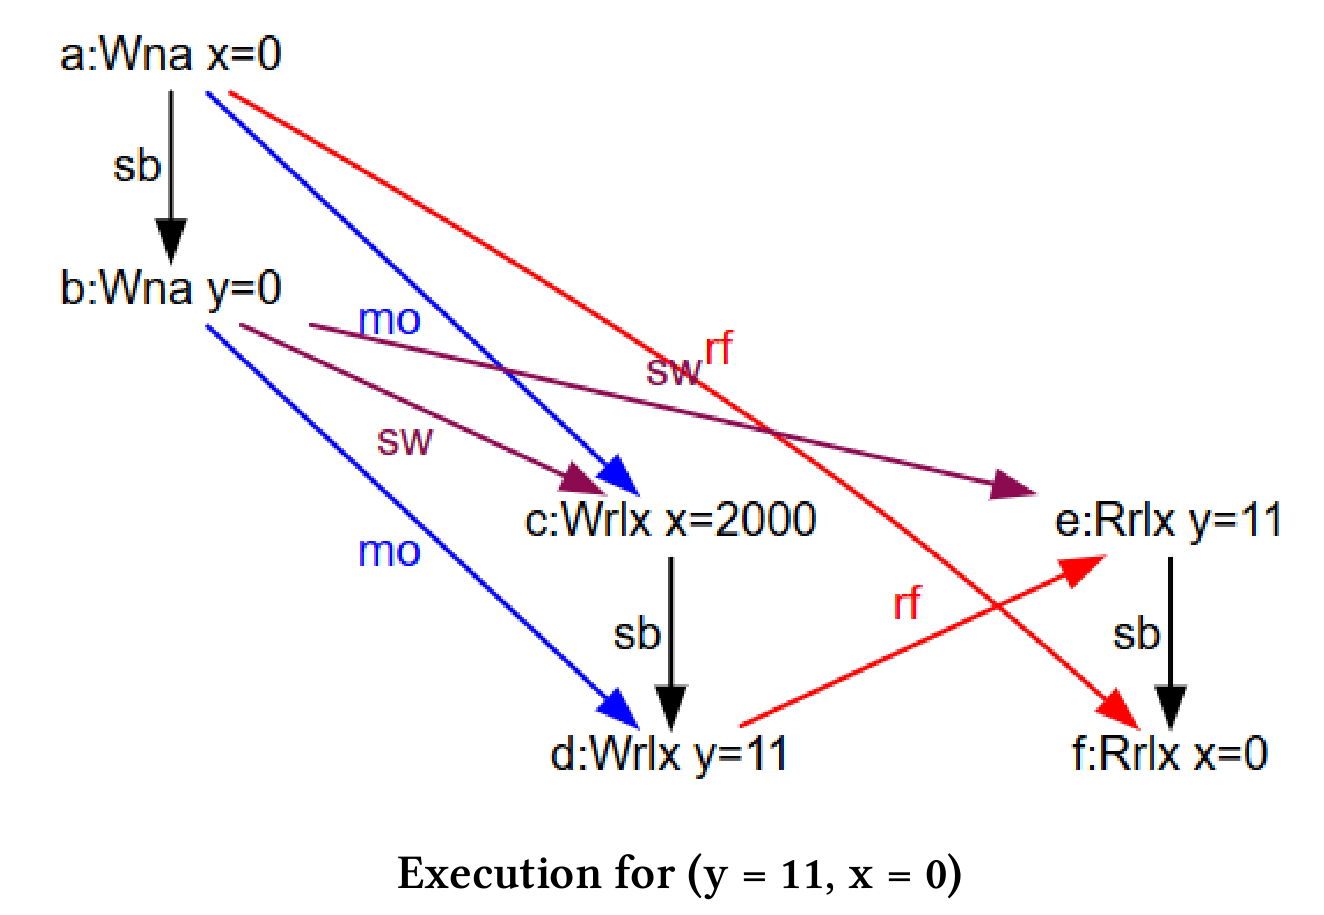 a:Wna x=0
sb
b:Wna y=0
mo
rf
sw
sw
c:Wrlx x=2000
e:Rrlx y=11
mo
rf
sb
sb
d:Wrlx y=11
f:Rrlx x=0
Execution for (y = 11, x = 0)